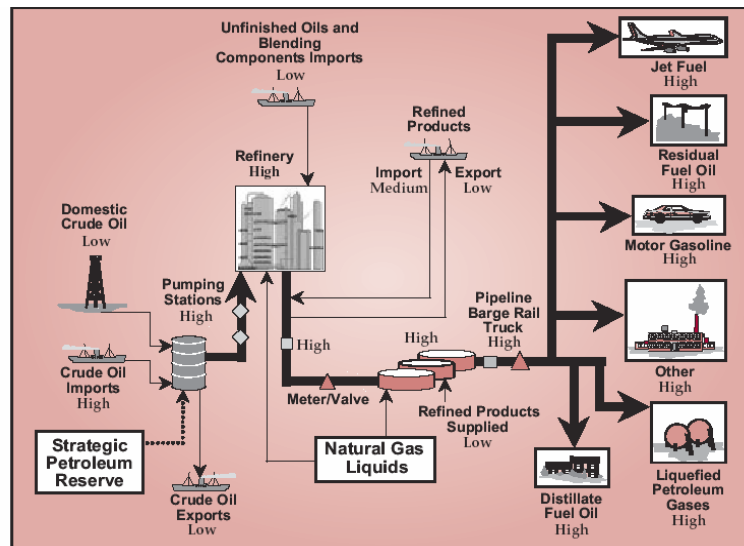 Unfinished Oils and
Blending
Components Imports
Low
Jet Fuel
High
Refined
Products
Import
Medium
Export
Low
Refinery
High
Residual
Fuel Oil
High
Domestic
Crude Oil
Low
Motor Gasoline
High
Pumping
Stations
High
Pipeline
Barge Rail
Truck
High
High
High
Crude Oil
Imports
High
Other
High
Meter/Valve
Refined Products
Supplied
Low
Strategic
Petroleum
Reserve
Natural Gas
Liquids
Crude Oil
Exports
Low
Distillate
Fuel Oil
High
Liquefied
Petroleum
Gases
High